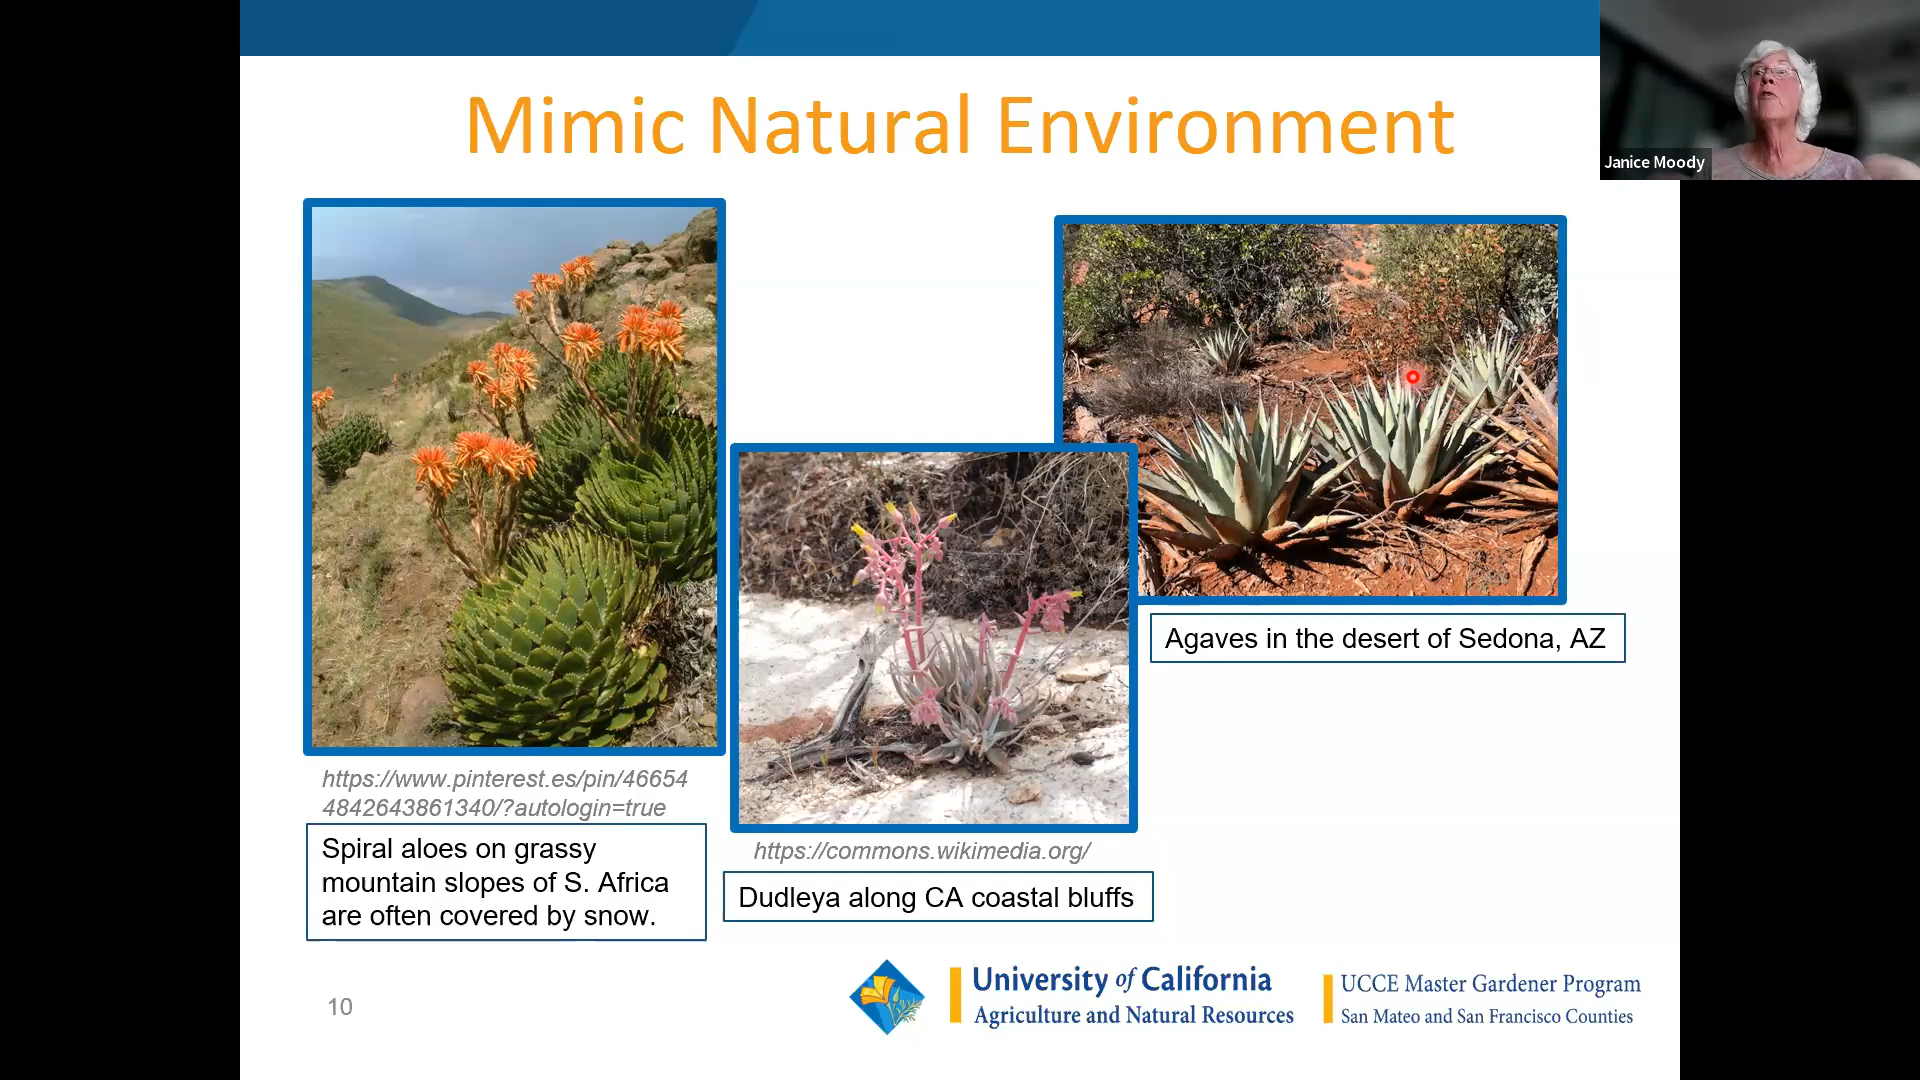 Mimic Natural Environment
Janice Moody
https://www.pinterest.es/pin/46654
4842643861340/?autologin=true
Spiral aloes on grassy
mountain slopes of S. Africa
are often covered by snow.
https://commons.wikimedia.org/
Dudleya along CA coastal bluffs
Agaves in the desert of Sedona, AZ
10
University of California
Agriculture and Natural Resources
UCCE Master Gardener Program
San Mateo and San Francisco Counties